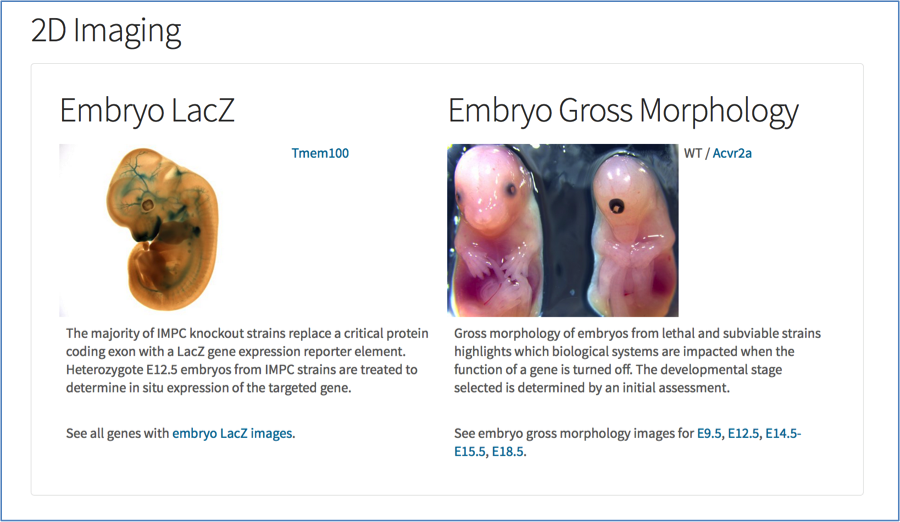 2D Imaging
Embryo LacZ
Tmem100
The majority of IMPC knockout strains replace a critical protein
coding exon with a LacZ gene expression reporter element.
Heterozygote E12.5 embryos from IMPC strains are treated to
determine in situ expression of the targeted gene.
See all genes with embryo LacZ images.
Embryo Gross Morphology
WT / Acvr2a
Gross morphology of embryos from lethal and subviable strains
highlights which biological systems are impacted when the
function of a gene is turned off. The developmental stage
selected is determined by an initial assessment.
See embryo gross morphology images for E9.5, E12.5, E14.5-
E15.5, E18.5.